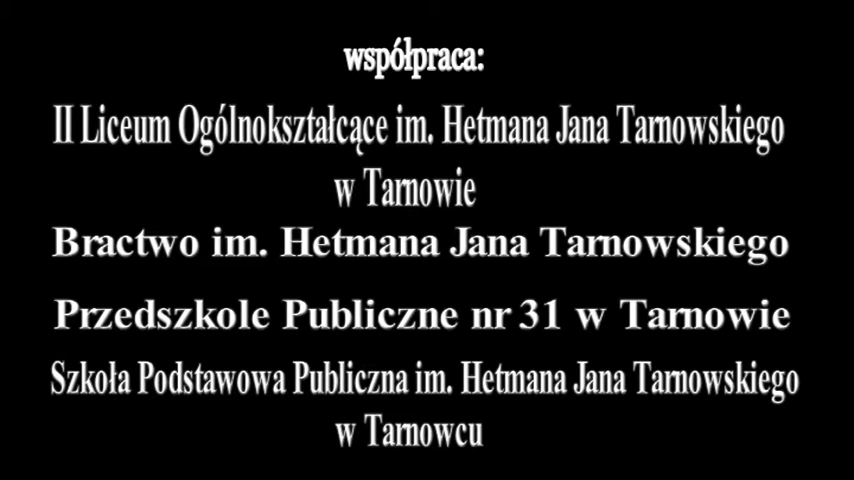 współpraca:
II Liceum Ogólnokształcące im. Hetmana Jana Tarnowskiego
w Tarnowie
Bractwo im. Hetmana Jana Tarnowskiego
Przedszkole Publiczne nr 31 w Tarnowie
Szkoła Podstawowa Publiczna im. Hetmana Jana Tarnowskiego
w Tarnowcu